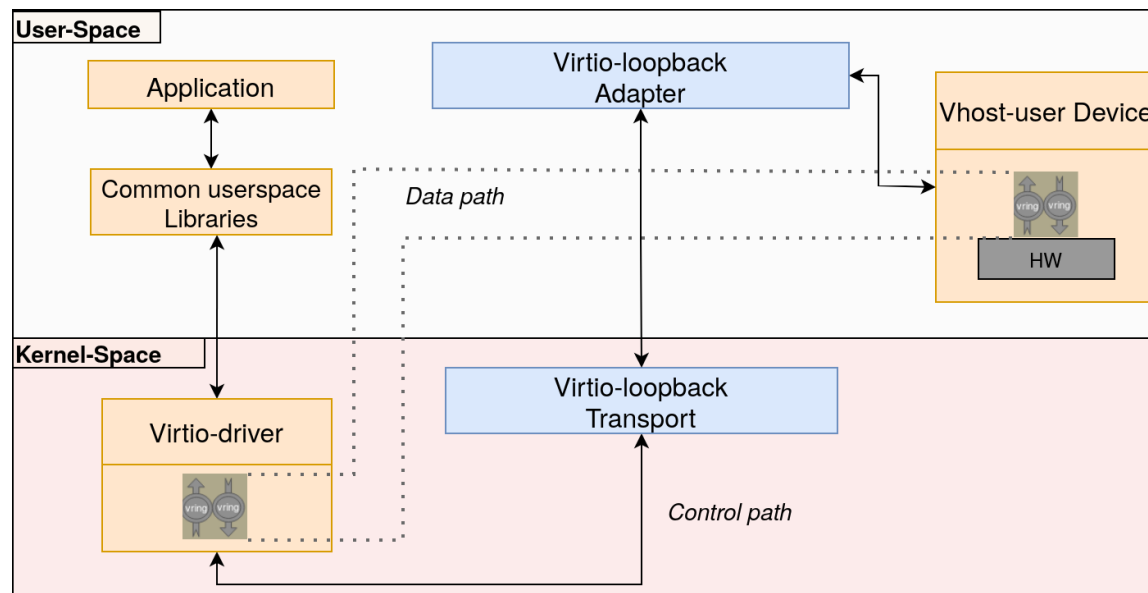 User-Space
Application
Common userspace
Libraries
Virtio-loopback
Adapter
Vhost-user Device
Data path
vring
vring
HW
Kernel-Space
Virtio-driver
vring
vring
Virtio-loopback
Transport
Control path